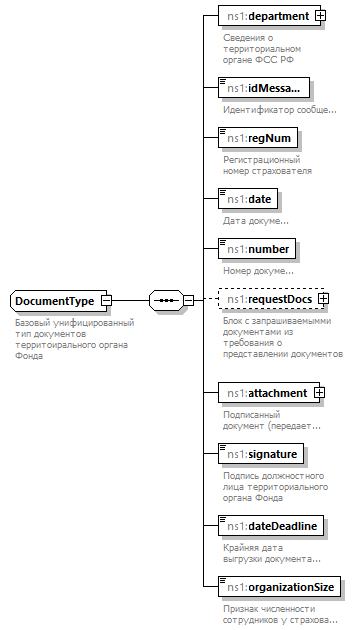 ns1:department
Сведения о
территориальном
органе ФСС РФ
ns1:idMessa...
Идентификатор сообще...
ns1:regNum
Регистрационный
номер страхователя
ns1:date
Дата докуме...
ns1:number
Номер докуме...
DocumentType
Базовый унифицированный
тип документов
территоирального органа
Фонда
ns1:requestDocs
Блок с запрашиваемымми
документами из
требования о
представлении документов
ns1:attachment
Подписанный
документ (передает...
ns1:signature
Подпись должностного
лица территориального
органа Фонда
ns1:dateDeadline
Крайняя дата
выгрузки документа...
ns1:organizationSize
Признак численности
сотрудников у страхова...